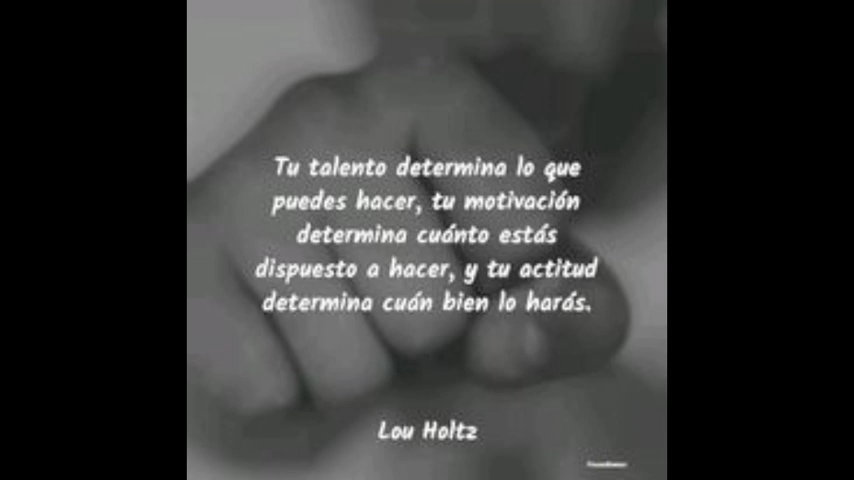 Tu talento determina lo que
puedes hacer, tu motivación
determina cuánto estás
dispuesto a hacer, y tu actitud
determina cuán bien lo harás.
Lou Holtz